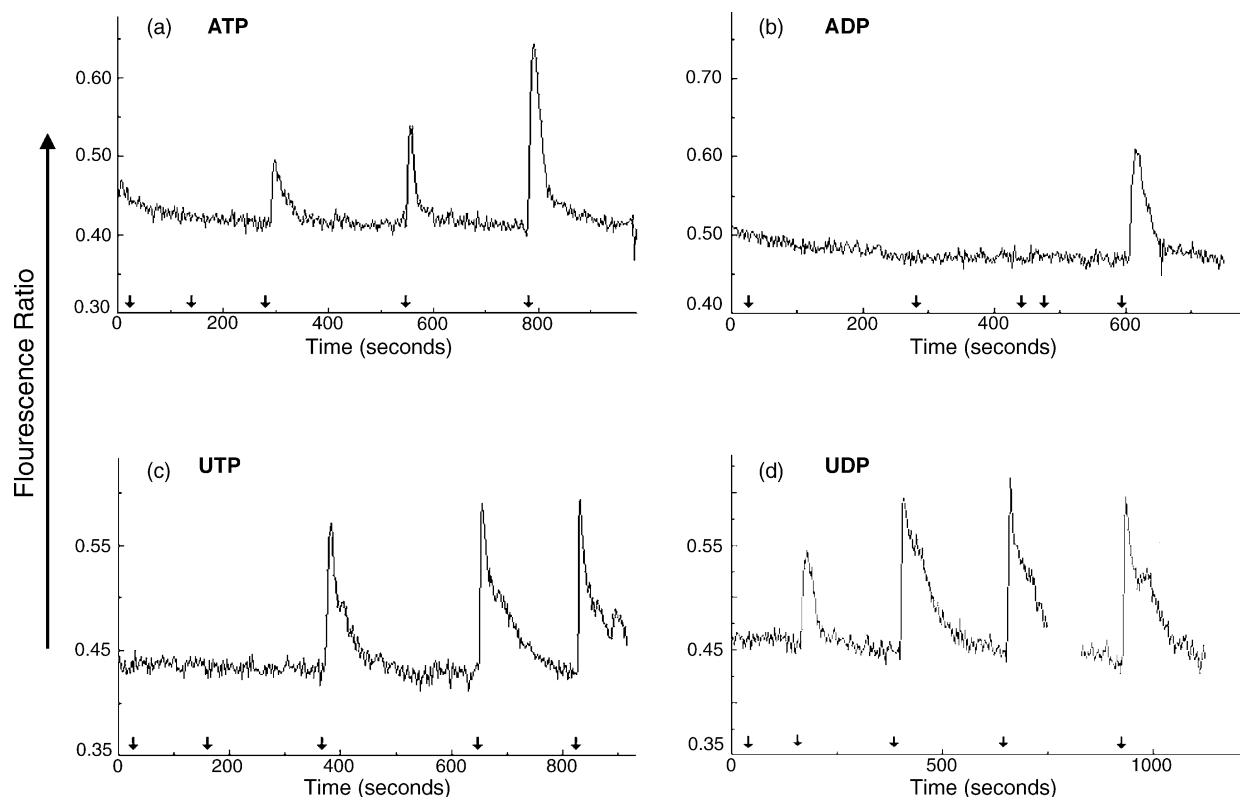 (a) ATP
0.60
0.50
0.40
0.30
0 200 400 600 800
Time (seconds)
(b) ADP
0.70
0.60
0.50
0.40
0 200 400 600
Time (seconds)
Flourescence Ratio
(c) UTP
0.55
0.45
0.35
0 200 400 600 800
Time (seconds)
(d) UDP
0.55
0.45
0.35
0 500 1000
Time (seconds)